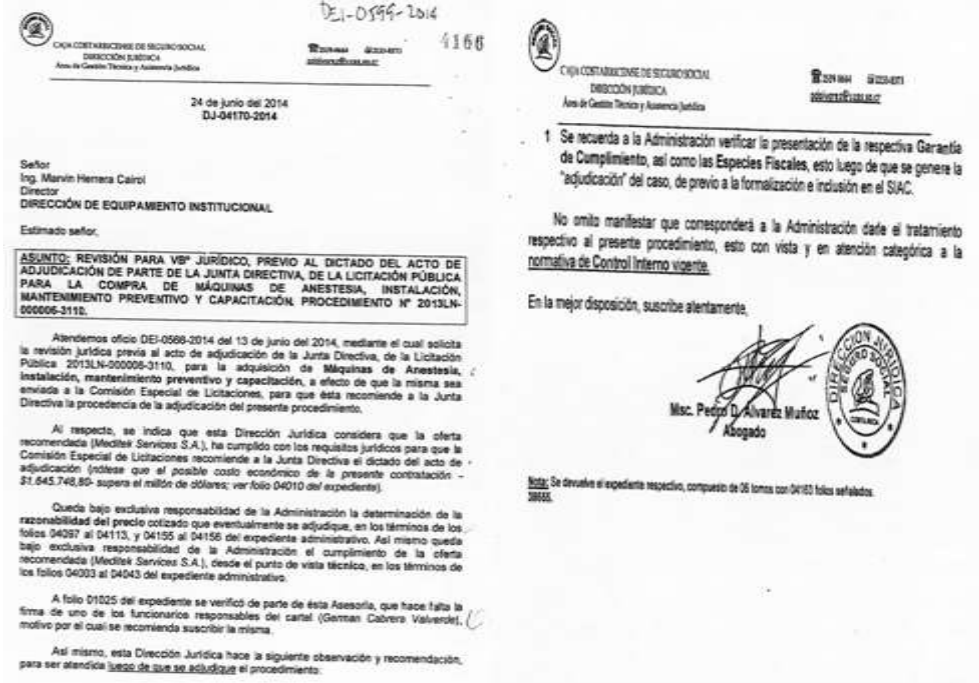 DEI-0599-2014
4166
CAJA COSTARRICENSE DE SEGURO SOCIAL
DIRECCIÓN JURÍDICA
Área de Gestión Técnica y Asistencia Jurídica
24 de junio del 2014
DJ-04170-2014
Señor
Ing. Marvin Herrera Cairol
Director
DIRECCIÓN DE EQUIPAMIENTO INSTITUCIONAL
Estimado señor.
ASUNTO: REVISIÓN PARA VBº JURÍDICO, PREVIO AL DICTADO DEL ACTO DE
ADJUDICACIÓN DE PARTE DE LA JUNTA DIRECTIVA, DE LA LICITACIÓN PÚBLICA
PARA LA COMPRA DE MÁQUINAS DE ANESTESIA, INSTALACIÓN,
MANTENIMIENTO PREVENTIVO Y CAPACITACIÓN. PROCEDIMIENTO Nº 2013LN-
000006-3110.
Atendemos oficio DEI-0566-2014 del 13 de junio del 2014, mediante el cual solicita
la revisión jurídica previa al acto de adjudicación de la Junta Directiva, de la Licitación
Pública 2013LN-000006-3110, para la adquisición de Máquinas de Anestesia,
instalación, mantenimiento preventivo y capacitación, a efecto de que la misma sea
enviada a la Comisión Especial de Licitaciones, para que ésta recomiende a la Junta
Directiva la procedencia de la adjudicación del presente procedimiento.
Al respecto, se indica que esta Dirección Jurídica considera que la oferta
recomendada (Meditek Services S.A.), ha cumplido con los requisitos jurídicos para que la
Comisión Especial de Licitaciones recomiende a la Junta Directiva el dictado del acto de
adjudicación (nótese que el posible costo económico de la presente contratación –
$1.645.748,80- supera el millón de dólares; ver folio 04010 del expediente).
Queda bajo exclusiva responsabilidad de la Administración la determinación de la
razonabilidad del precio cotizado que eventualmente se adjudique, en los términos de los
folios 04097 al 04113, y 04155 al 04156 del expediente administrativo. Así mismo queda
bajo exclusiva responsabilidad de la Administración el cumplimiento de la oferta
recomendada (Meditek Services S.A.), desde el punto de vista técnico, en los términos de
los folios 04003 al 04043 del expediente administrativo.
A folio 01025 del expediente se verificó de parte de ésta Asesoría, que hace falta la
firma de uno de los funcionarios responsables del cartel (German Cabrera Valverde),
motivo por el cual se recomienda suscribir la misma.
Así mismo, esta Dirección Jurídica hace la siguiente observación y recomendación,
para ser atendida luego de que se adjudique el procedimiento:
CAJA COSTARRICENSE DE SEGURO SOCIAL
DIRECCIÓN JURÍDICA
Área de Gestión Técnica y Asistencia Jurídica
1 Se recuerda a la Administración verificar la presentación de la respectiva Garantía
de Cumplimiento, así como las Especies Fiscales, esto luego de que se genere la
"adjudicación" del caso, de previo a la formalización e inclusión en el SIAC.
No omito manifestar que corresponderá a la Administración darle el tratamiento
respectivo al presente procedimiento, esto con vista y en atención categórica a la
normativa de Control Interno vigente.
En la mejor disposición, suscribe atentamente,
Msc. Pedro D. Alvarez Muñoz
Abogado
DIRECCION JURIDICA
SEGURO SOCIAL
COSTA RICA
Nota: Se devuelve el expediente respectivo, compuesto de 06 tomos con 04163 folios señalados.
38655.